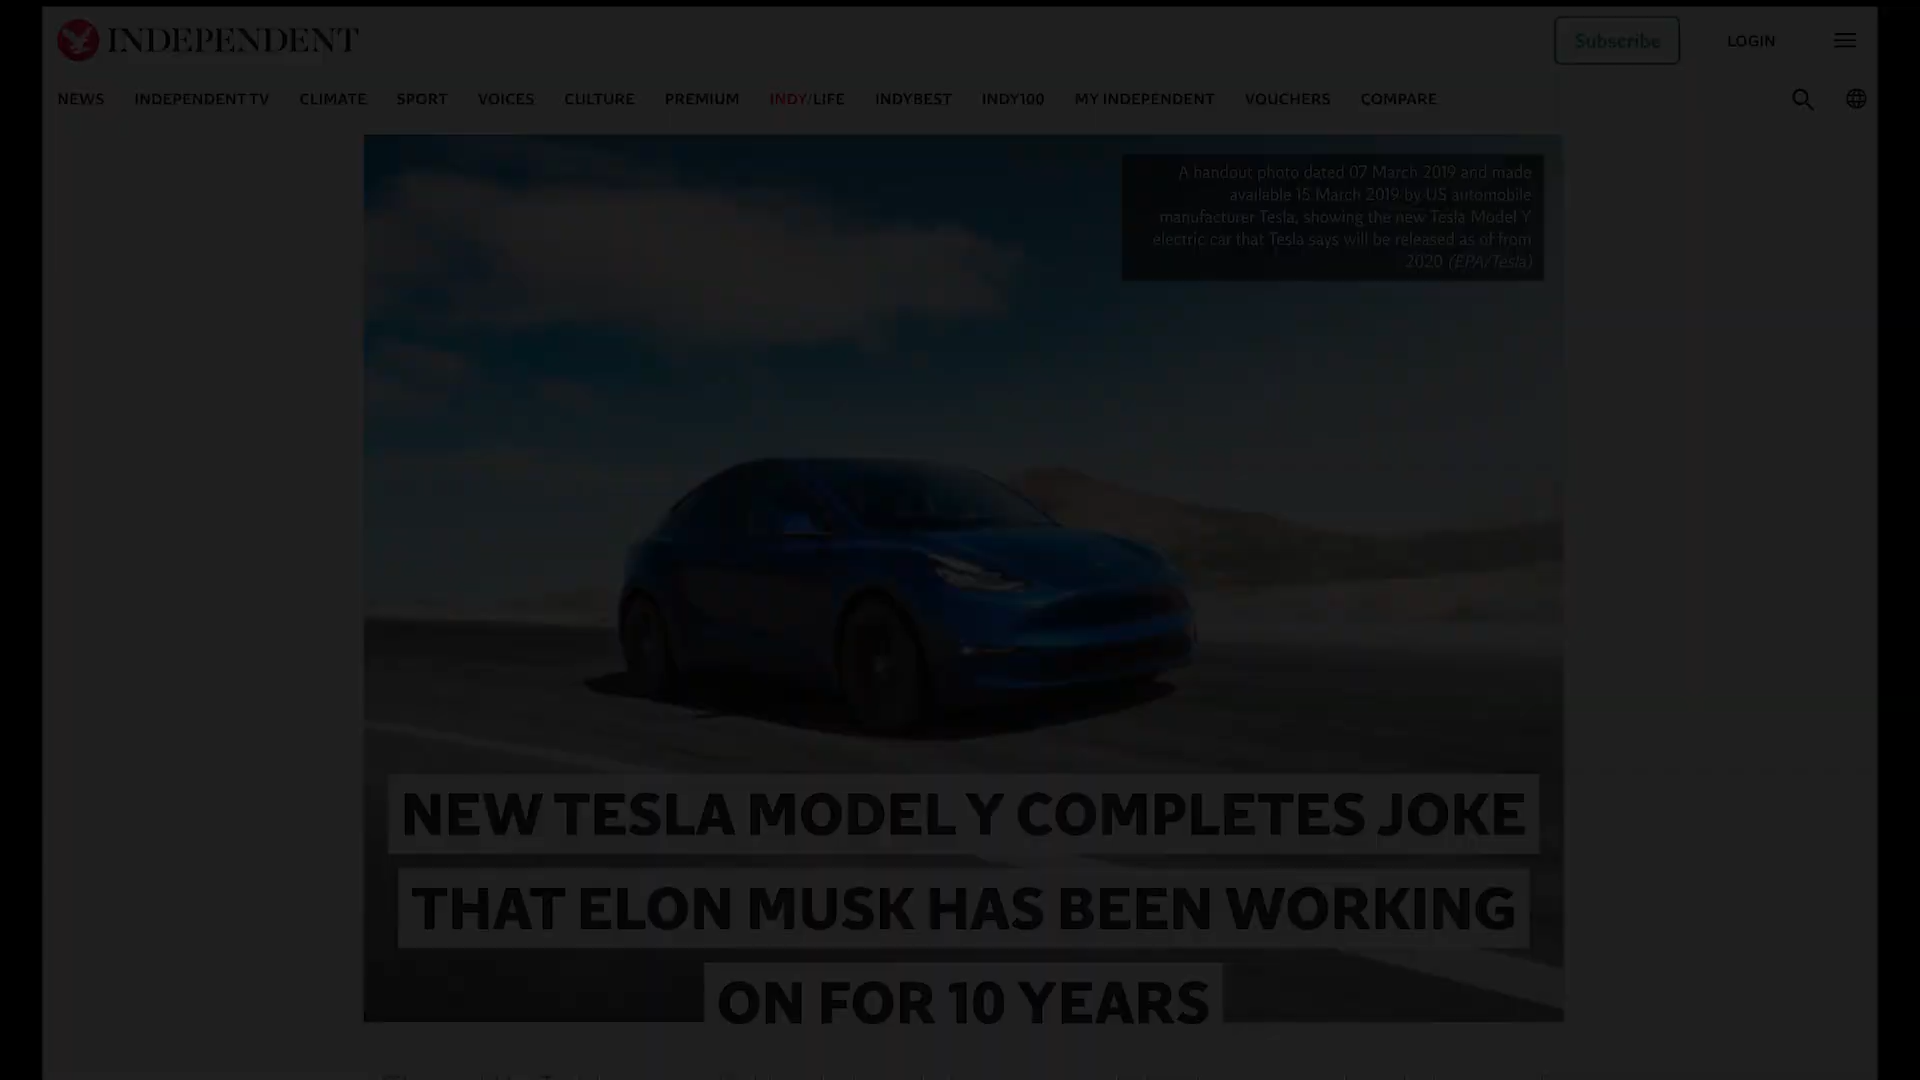 INDEPENDENT
Subscribe
LOGIN
NEWS INDEPENDENT TV CLIMATE SPORT VOICES CULTURE PREMIUM INDY/LIFE INDYBEST INDY100 MY INDEPENDENT VOUCHERS COMPARE
A handout photo dated 07 March 2019 and made
available 15 March 2019 by US automobile
manufacturer Tesla, showing the new Tesla Model Y
electric car that Tesla says will be released as of from
2020 (EPA/Tesla)
NEW TESLA MODEL Y COMPLETES JOKE
THAT ELON MUSK HAS BEEN WORKING
ON FOR 10 YEARS